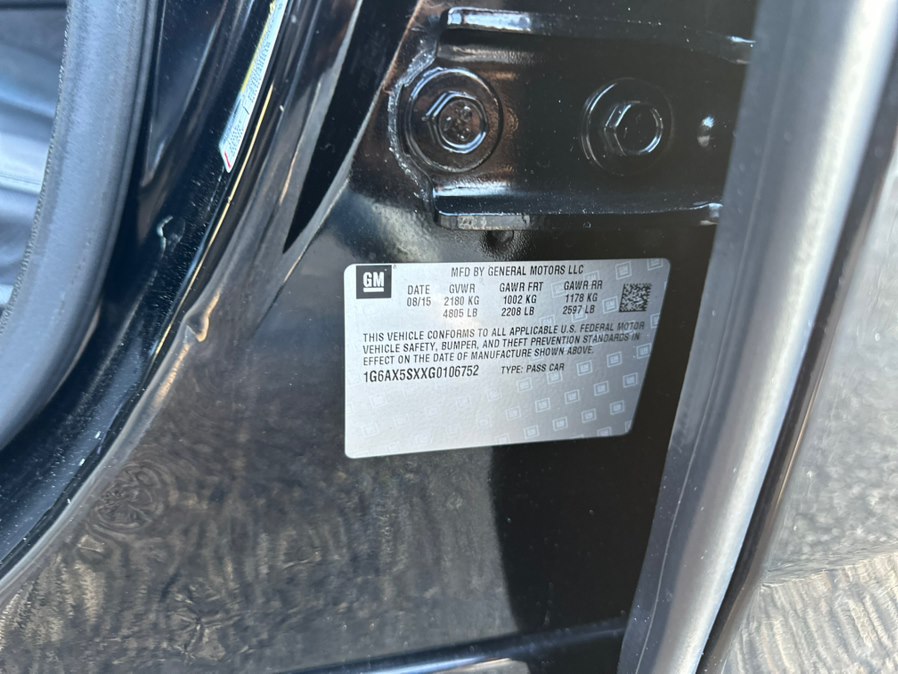 GM
MFD BY GENERAL MOTORS LLC
DATE GVWR GAWR FRT GAWR RR
08/15 2180 KG 1002 KG 1178 KG
4805 LB 2208 LB 2597 LB
THIS VEHICLE CONFORMS TO ALL APPLICABLE U.S. FEDERAL MOTOR
VEHICLE SAFETY, BUMPER, AND THEFT PREVENTION STANDARDS IN
EFFECT ON THE DATE OF MANUFACTURE SHOWN ABOVE.
1G6AX5SXXG0106752 TYPE: PASS CAR